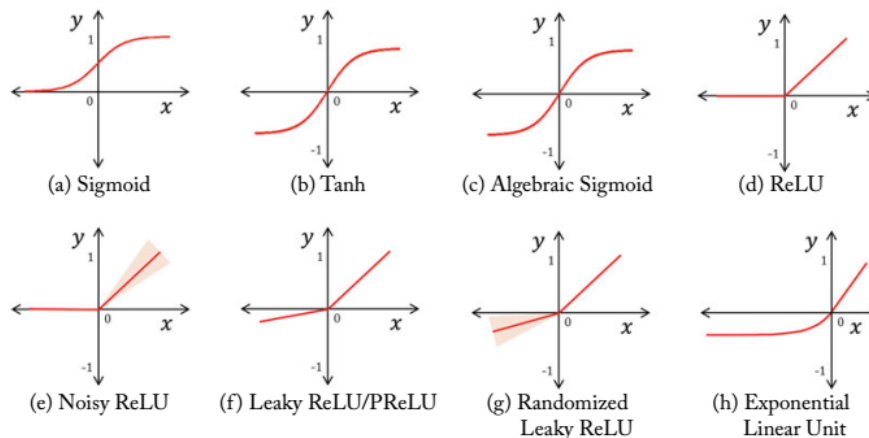 y
1
0
x
(a) Sigmoid
y
1
0
x
-1
(b) Tanh
y
1
0
x
-1
(c) Algebraic Sigmoid
y
1
0
x
-1
(d) ReLU
y
1
0
x
-1
(e) Noisy ReLU
y
1
0
x
-1
(f) Leaky ReLU/PReLU
y
1
0
x
-1
(g) Randomized
Leaky ReLU
y
1
0
x
-1
(h) Exponential
Linear Unit